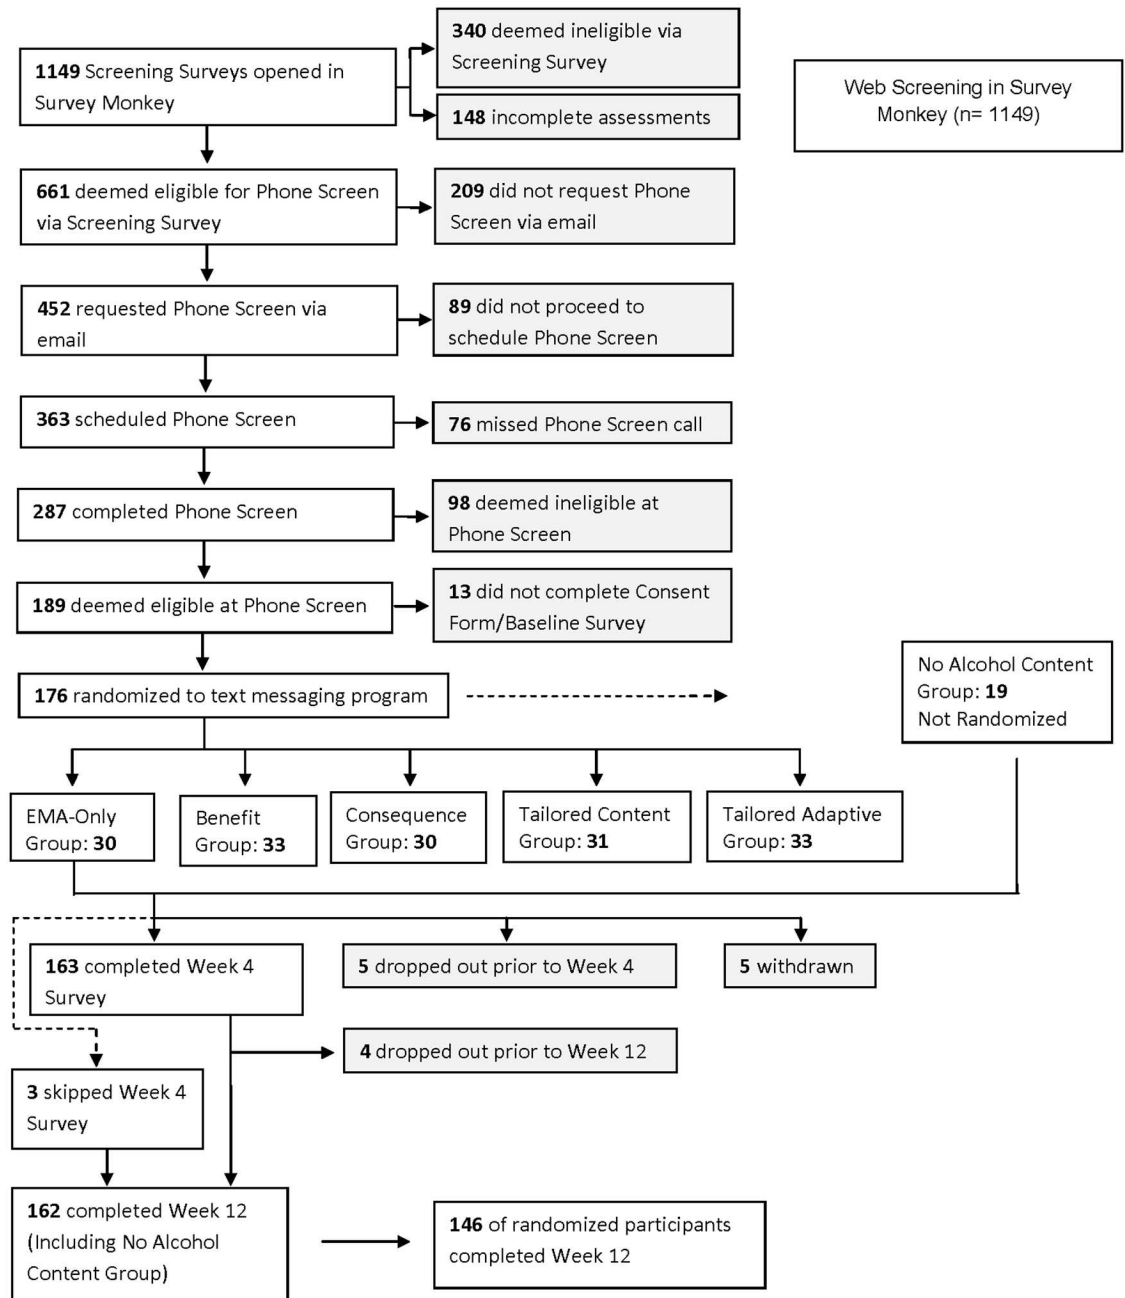 340 deemed ineligible via
Screening Survey
1149 Screening Surveys opened in
Survey Monkey
148 incomplete assessments
Web Screening in Survey
Monkey (n= 1149)
661 deemed eligible for Phone Screen
via Screening Survey
209 did not request Phone
Screen via email
452 requested Phone Screen via
email
89 did not proceed to
schedule Phone Screen
363 scheduled Phone Screen
76 missed Phone Screen call
287 completed Phone Screen
98 deemed ineligible at
Phone Screen
189 deemed eligible at Phone Screen
13 did not complete Consent
Form/Baseline Survey
176 randomized to text messaging program
No Alcohol Content
Group: 19
Not Randomized
EMA-Only
Group: 30
Benefit
Group: 33
Consequence
Group: 30
Tailored Content
Group: 31
Tailored Adaptive
Group: 33
163 completed Week 4
Survey
5 dropped out prior to Week 4
5 withdrawn
4 dropped out prior to Week 12
3 skipped Week 4
Survey
162 completed Week 12
(Including No Alcohol
Content Group)
146 of randomized participants
completed Week 12